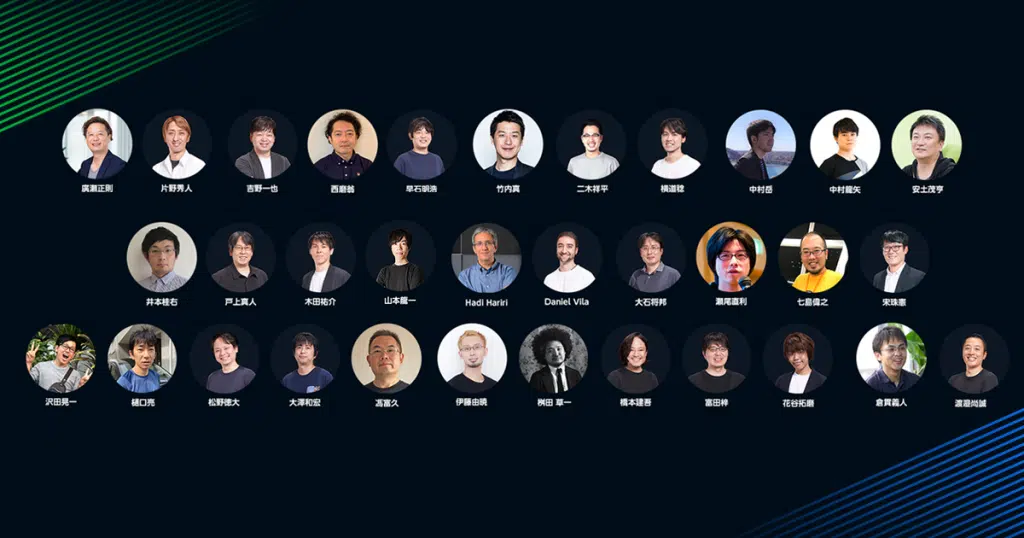 廣瀬正則
片野秀人
吉野一也
西磨翁
早石明浩
竹内真
二木祥平
横道稔
中村岳
中村龍矢
安土茂亨
井本桂右
戸上真人
木田祐介
山本龍一
Hadi Hariri
Daniel Vila
大石将邦
瀬尾直利
七島偉之
宋珠憲
沢田晃一
樋口亮
松野徳大
大澤和宏
馮富久
伊藤由暁
桝田 草一
橋本建吾
富田梓
花谷拓磨
倉貫義人
渡邉尚誠